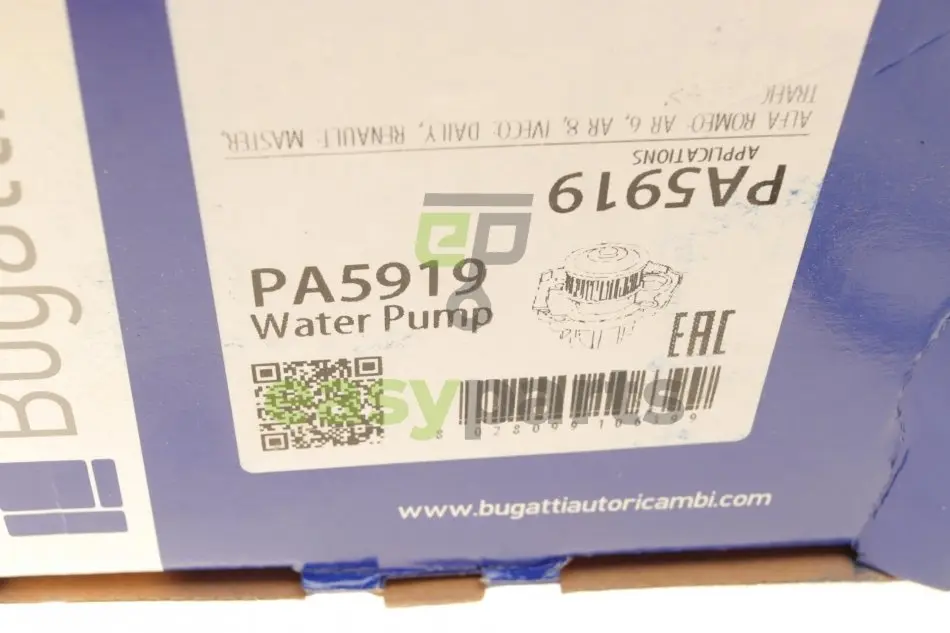 TRAFIC
ALFA ROMEO: AR 6, AR 8, IVECO: DAILY, RENAULT: MASTER,
APPLICATIONS
PA5919
PA5919
Water Pump
EAC
easyparts
www.bugattiautoricambi.com